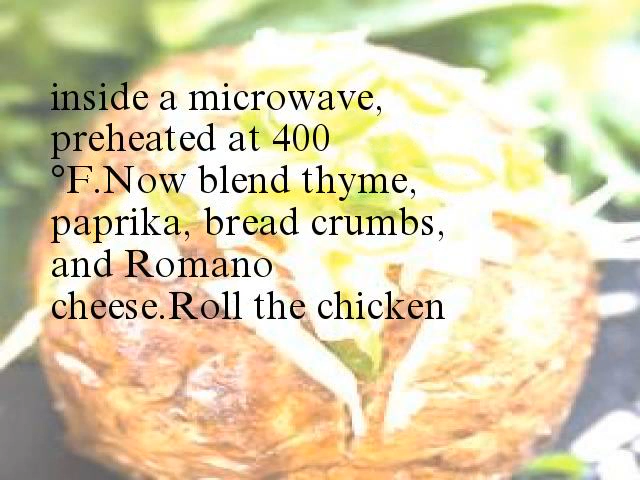 inside a microwave,
preheated at 400
°F.Now blend thyme,
paprika, bread crumbs,
and Romano
cheese.Roll the chicken